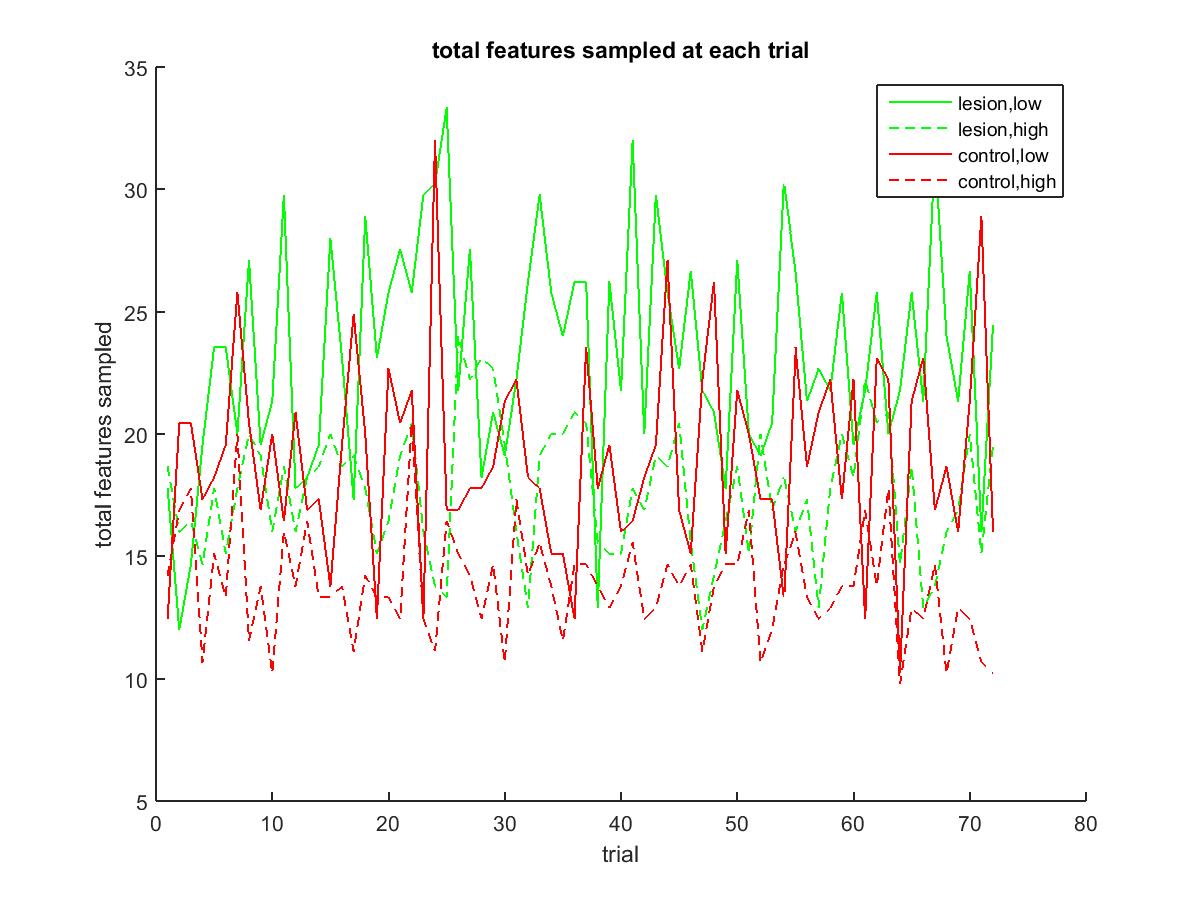 total features sampled at each trial
35
30
25
20
15
10
5
total features sampled
lesion,low
lesion,high
control,low
control,high
0 10 20 30 40 50 60 70 80
trial